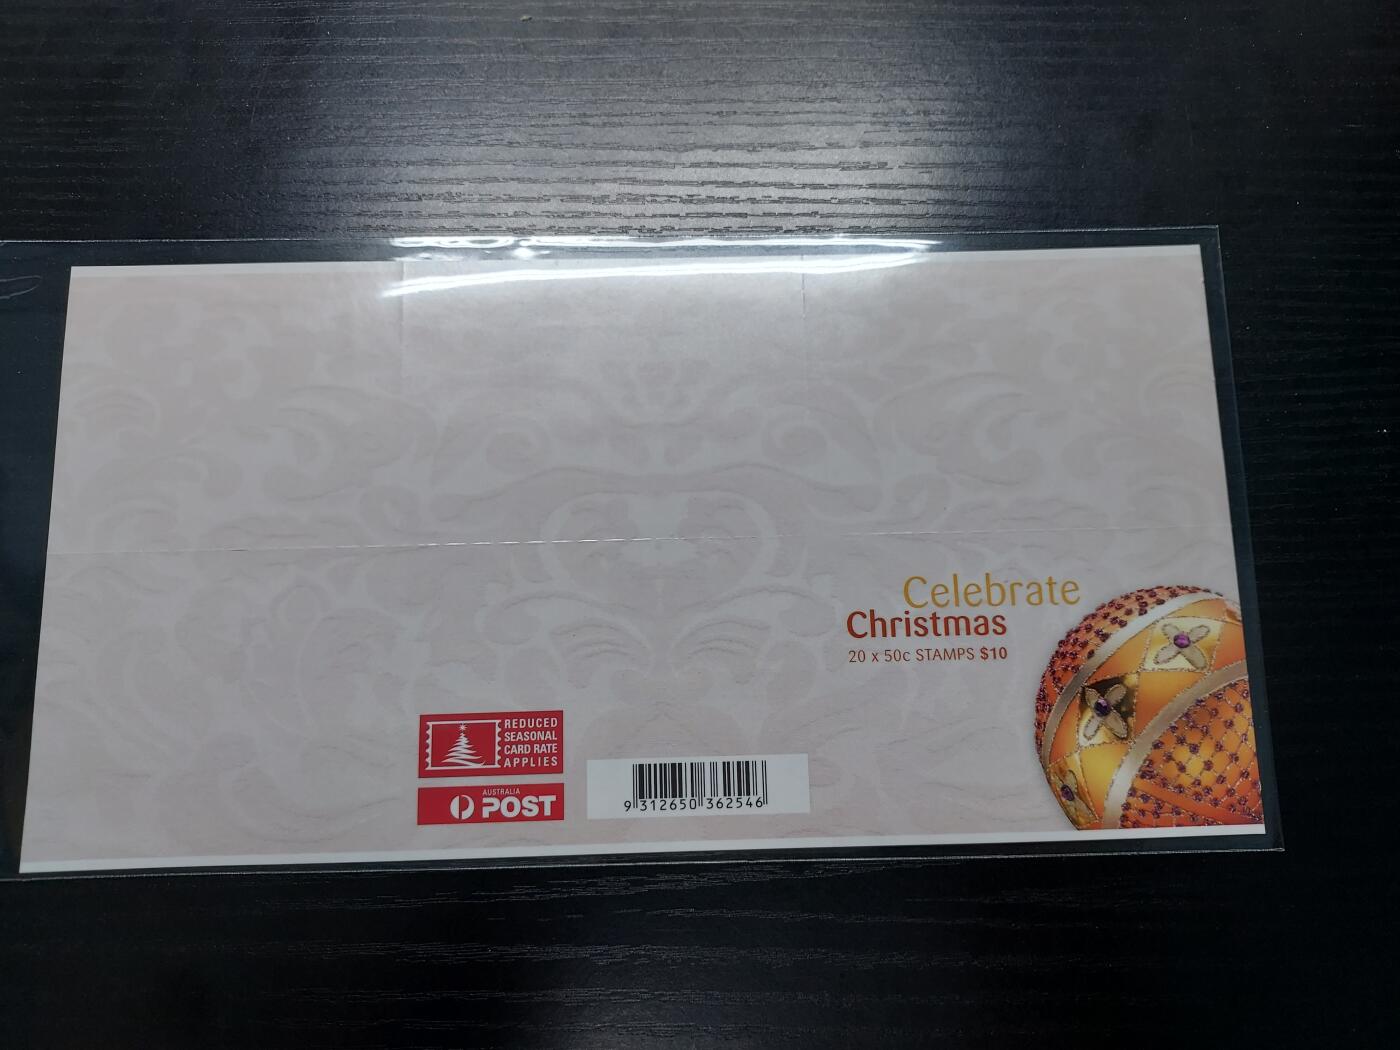 Celebrate
Christmas
20 x 50c STAMPS $10
REDUCED
SEASONAL
CARD RATE
APPLIES
AUSTRALIA
POST
9 312650 362546